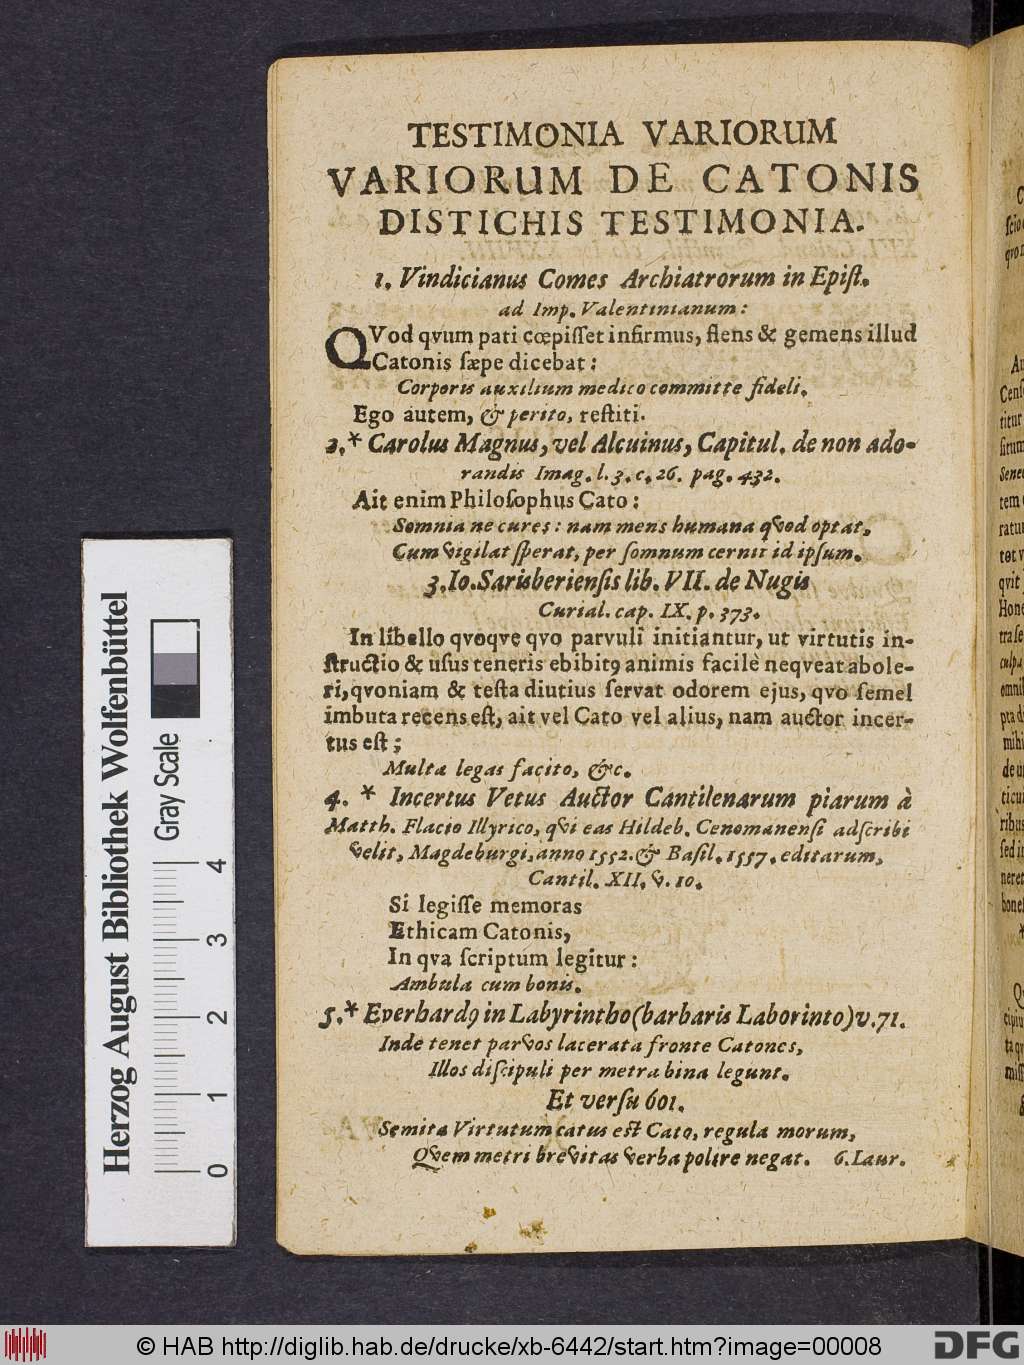 TESTIMONIA VARIORUM
VARIORUM DE CATONIS
DISTICHIS TESTIMONIA.
1. Vindicianus Comes Archiatrorum in Epiſt.
ad Imp. Valentinianum:
QVod qvum pati cœpiſſet infirmus, flens & gemens illud
Catonis ſæpe dicebat:
Corporis auxilium medico committe fideli.
Ego autem, & perito, reſtiti.
2.* Carolus Magnus, vel Alcuinus, Capitul. de non ado-
randis Imag. l. 3. c. 26. pag. 432.
Ait enim Philoſophus Cato:
Somnia ne cures: nam mens humana qvod optat,
Cum vigilat ſperat, per ſomnum cernit id ipſum.
3. Io. Sarisberienſis lib. VII. de Nugis
Curial. cap. IX. p. 373.
In libello qvoqve qvo parvuli initiantur, ut virtutis in-
ſtructio & uſus teneris ebibitꝰ animis facilè neqveat abole-
ri, qvoniam & teſta diutius ſervat odorem ejus, qvo ſemel
imbuta recens eſt, ait vel Cato vel alius, nam auctor incer-
tus eſt;
Multa legas facito, &c.
4. * Incertus Vetus Auctor Cantilenarum piarum à
Matth. Flacio Illyrico, qvi eas Hildeb. Cenomanenſi adſcribi
velit, Magdeburgi, anno 1552. & Baſil. 1557. editarum,
Cantil. XII. v. 10.
Si legiſſe memoras
Ethicam Catonis,
In qva ſcriptum legitur:
Ambula cum bonis.
5.* Everhardꝰ in Labyrintho (barbaris Laborinto) v. 71.
Inde tenet parvos lacerata fronte Catones,
Illos diſcipuli per metra bina legunt.
Et verſu 601.
Semita Virtutum catus eſt Cato, regula morum,
Qvem metri brevitas verba polire negat. 6. Laur.
Herzog August Bibliothek Wolfenbüttel
Gray Scale
0 1 2 3 4
© HAB http://diglib.hab.de/drucke/xb-6442/start.htm?image=00008
DFG